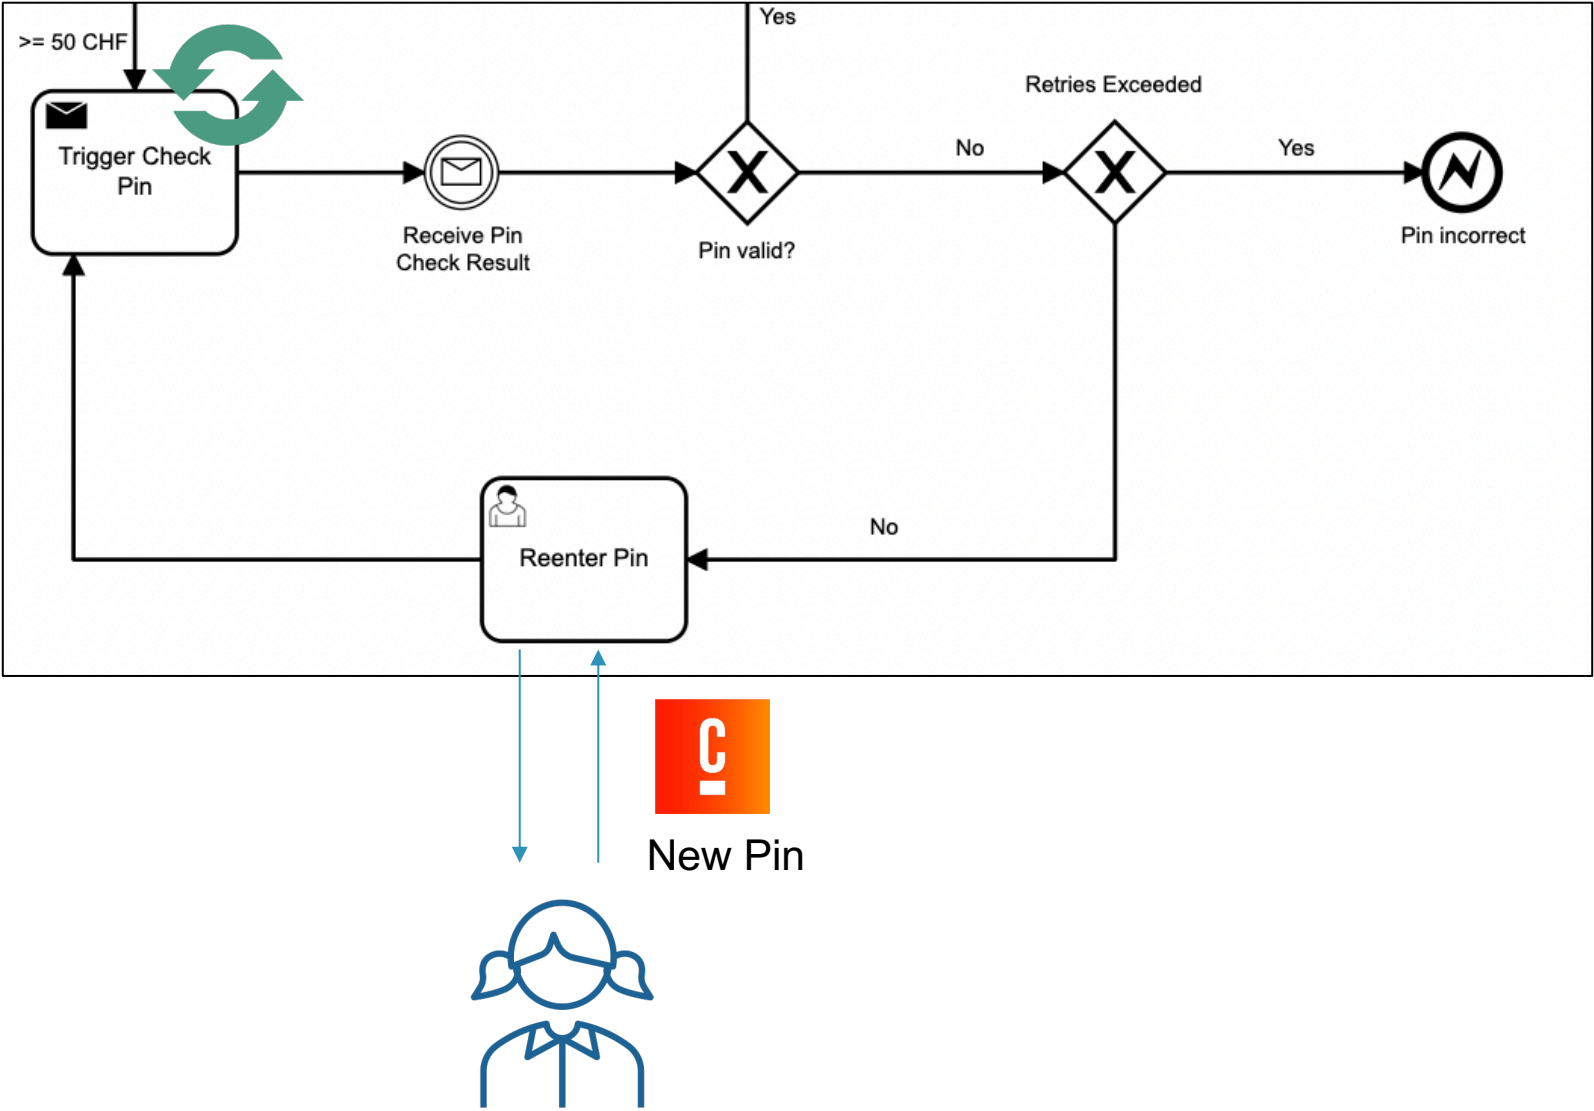 Yes
>= 50 CHF
Retries Exceeded
Trigger Check
Pin
No
Yes
Receive Pin
Check Result
Pin valid?
Pin incorrect
No
Reenter Pin
C
New Pin